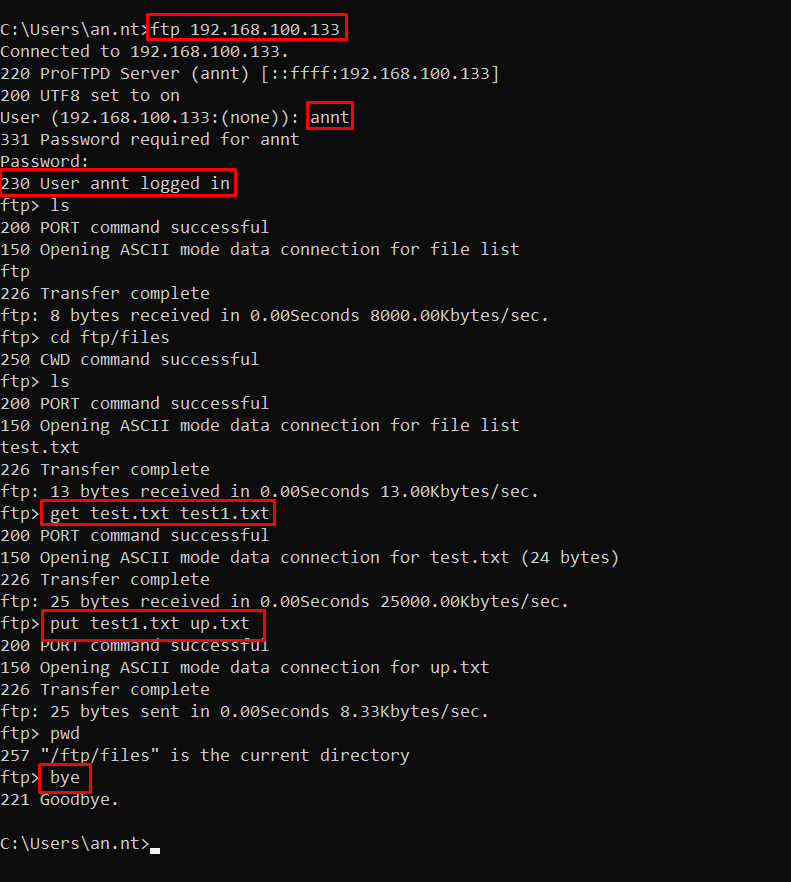 C:\Users\an.nt>ftp 192.168.100.133
Connected to 192.168.100.133.
220 ProFTPD Server (annt) [::ffff:192.168.100.133]
200 UTF8 set to on
User (192.168.100.133:(none)): annt
331 Password required for annt
Password:
230 User annt logged in
ftp> ls
200 PORT command successful
150 Opening ASCII mode data connection for file list
ftp
226 Transfer complete
ftp: 8 bytes received in 0.00Seconds 8000.00Kbytes/sec.
ftp> cd ftp/files
250 CWD command successful
ftp> ls
200 PORT command successful
150 Opening ASCII mode data connection for file list
test.txt
226 Transfer complete
ftp: 13 bytes received in 0.00Seconds 13.00Kbytes/sec.
ftp> get test.txt test1.txt
200 PORT command successful
150 Opening ASCII mode data connection for test.txt (24 bytes)
226 Transfer complete
ftp: 25 bytes received in 0.00Seconds 25000.00Kbytes/sec.
ftp> put test1.txt up.txt
200 PORT command successful
150 Opening ASCII mode data connection for up.txt
226 Transfer complete
ftp: 25 bytes sent in 0.00Seconds 8.33Kbytes/sec.
ftp> pwd
257 "/ftp/files" is the current directory
ftp> bye
221 Goodbye.
C:\Users\an.nt>